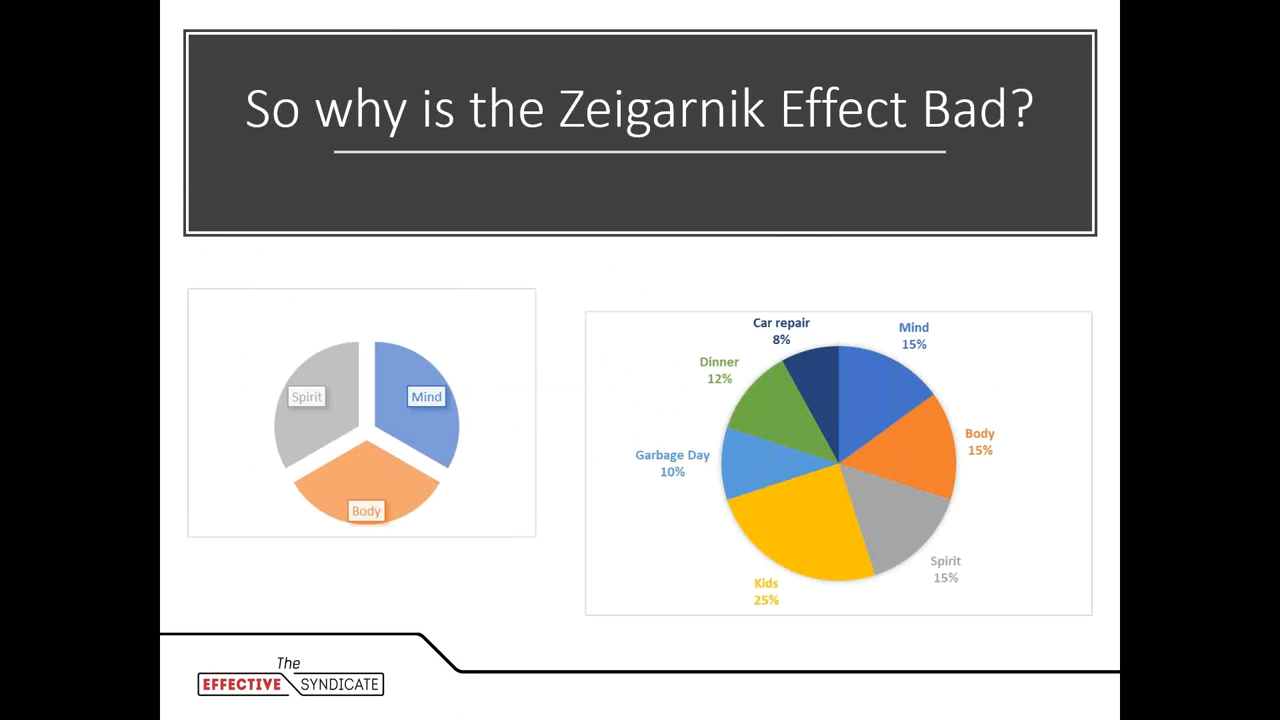 So why is the Zeigarnik Effect Bad?
Spirit
Mind
Body
Car repair
8%
Mind
15%
Dinner
12%
Body
15%
Garbage Day
10%
Spirit
15%
Kids
25%
The
EFFECTIVE SYNDICATE